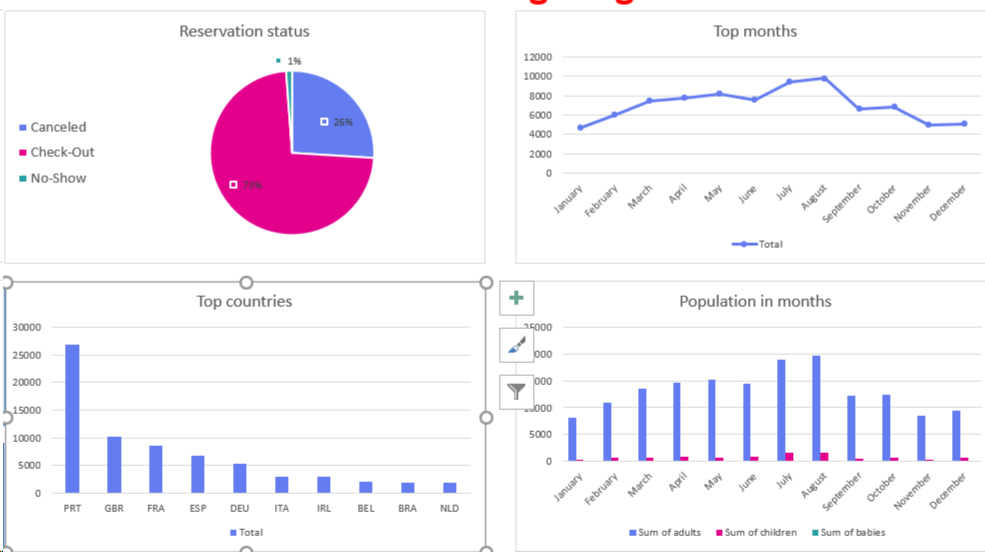 Reservation status
1%
26%
73%
Canceled
Check-Out
No-Show
Top months
12000
10000
8000
6000
4000
2000
0
January
February
March
April
May
June
July
August
September
October
November
December
Total
Top countries
30000
25000
20000
15000
10000
5000
0
PRT GBR FRA ESP DEU ITA IRL BEL BRA NLD
Total
Population in months
5000
0
January
February
March
April
May
June
July
August
September
October
November
December
Sum of adults Sum of children Sum of babies